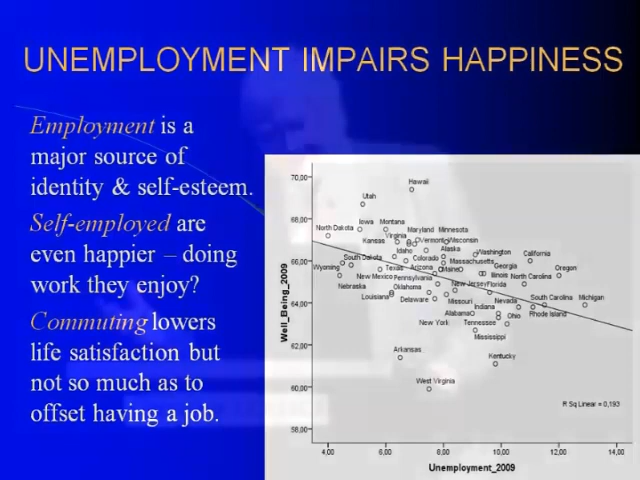 UNEMPLOYMENT IMPAIRS HAPPINESS
Employment is a
major source of
identity & self-esteem.
Self-employed are
even happier – doing
work they enjoy?
Commuting lowers
life satisfaction but
not so much as to
offset having a job.
70,00
68,00
66,00
64,00
62,00
60,00
58,00
Well_Being_2009
Hawaii
Utah
Iowa Montana
North Dakota
Virginia
Maryland Minnesota
Kansas
Vermont Wisconsin
Idaho
Alaska
Washington
California
South Dakota
Colorado
Massachusetts
Wyoming
Texas
Arizona
Maine
Georgia
Oregon
New Mexico
Pennsylvania
Illinois
North Carolina
Nebraska
Oklahoma
New Jersey Florida
Louisiana
Delaware
Missouri
Nevada
South Carolina
Michigan
Indiana
Alabama
Ohio
Rhode Island
New York
Tennessee
Mississippi
Arkansas
Kentucky
West Virginia
R Sq Linear = 0,193
4,00 6,00 8,00 10,00 12,00
Unemployment_2009